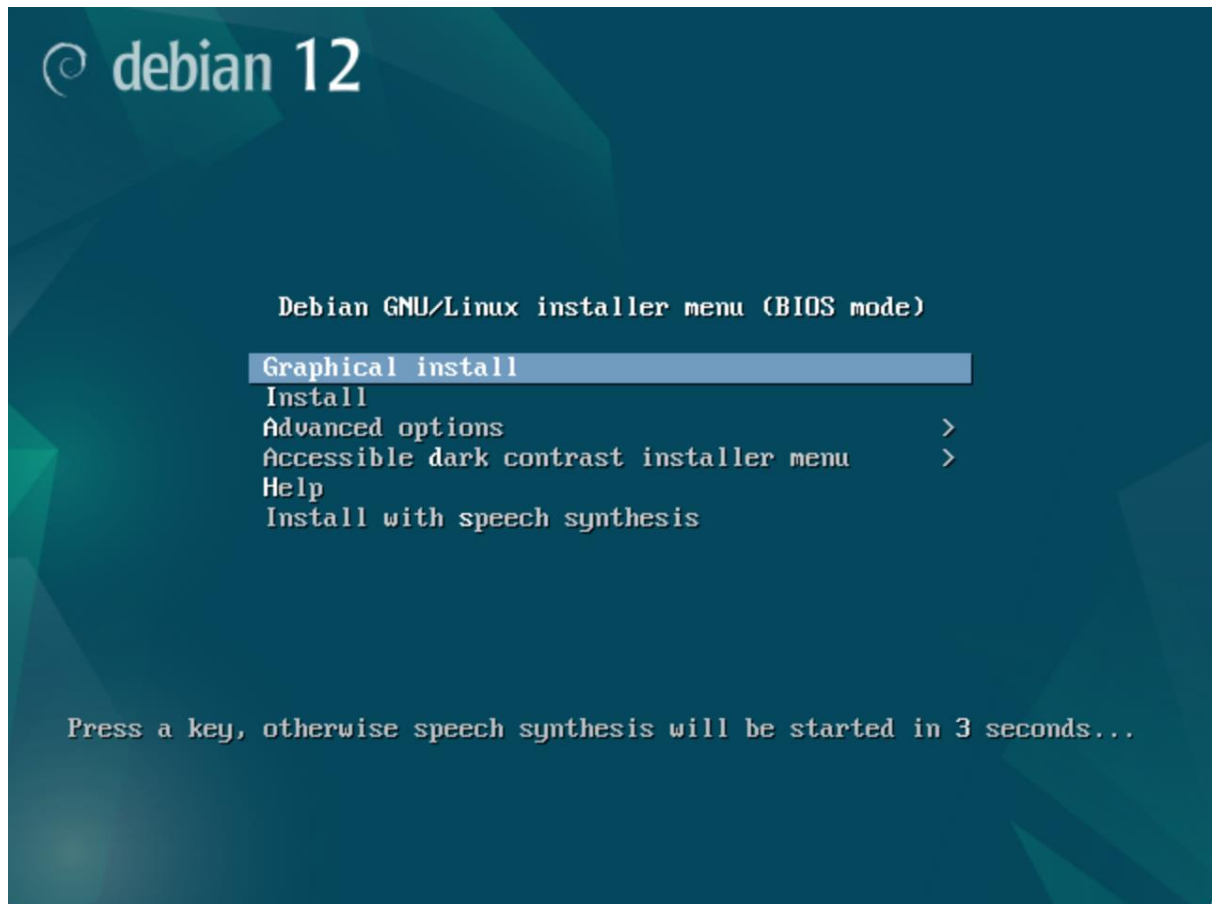 debian 12
Debian GNU/Linux installer menu (BIOS mode)
Graphical install
Install
Advanced options >
Accessible dark contrast installer menu >
Help
Install with speech synthesis
Press a key, otherwise speech synthesis will be started in 3 seconds...